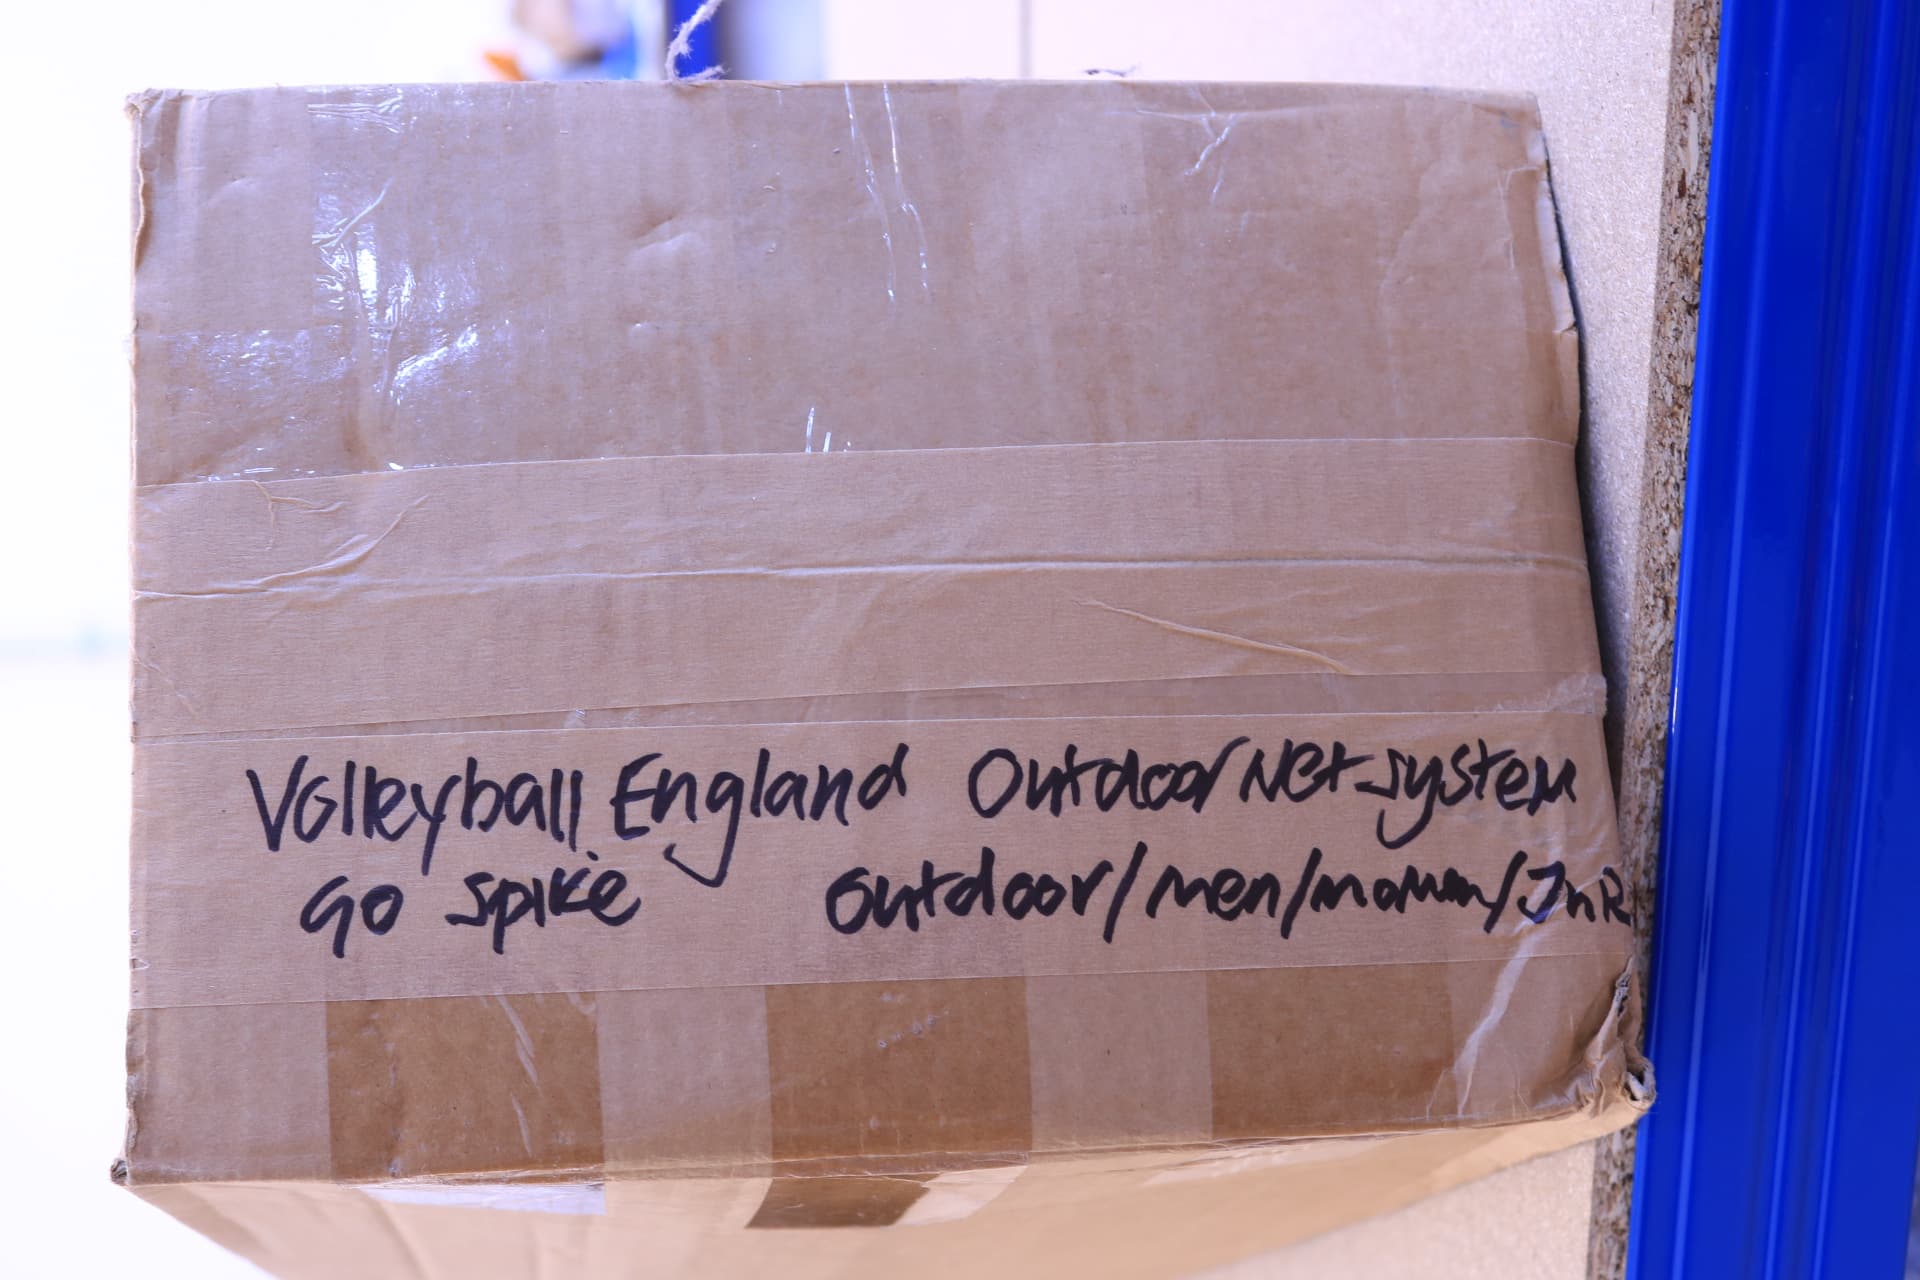 Volleyball England Outdoor Net system
Go Spike Outdoor/men/women/JnR